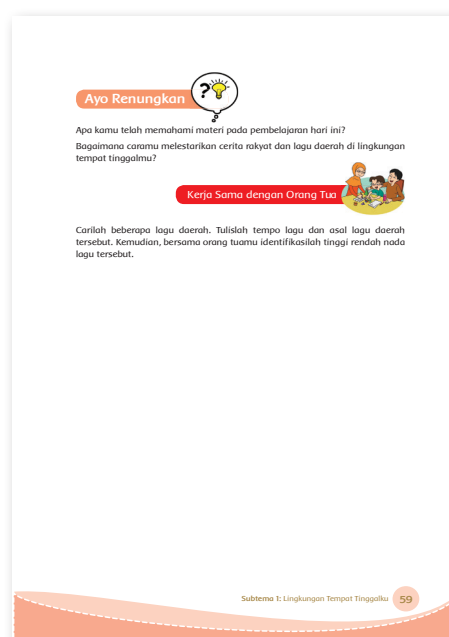 Ayo Renungkan
?
Apa kamu telah memahami materi pada pembelajaran hari ini?
Bagaimana caramu melestarikan cerita rakyat dan lagu daerah di lingkungan
tempat tinggalmu?
Kerja Sama dengan Orang Tua
Carilah beberapa lagu daerah. Tulislah tempo lagu dan asal lagu daerah
tersebut. Kemudian, bersama orang tuamu identifikasilah tinggi rendah nada
lagu tersebut.
Subtema 1: Lingkungan Tempat Tinggalku 59